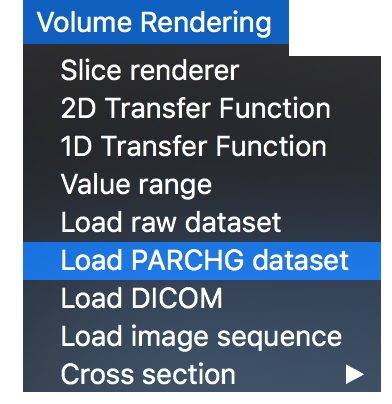 Volume Rendering
Slice renderer
2D Transfer Function
1D Transfer Function
Value range
Load raw dataset
Load PARCHG dataset
Load DICOM
Load image sequence
Cross section